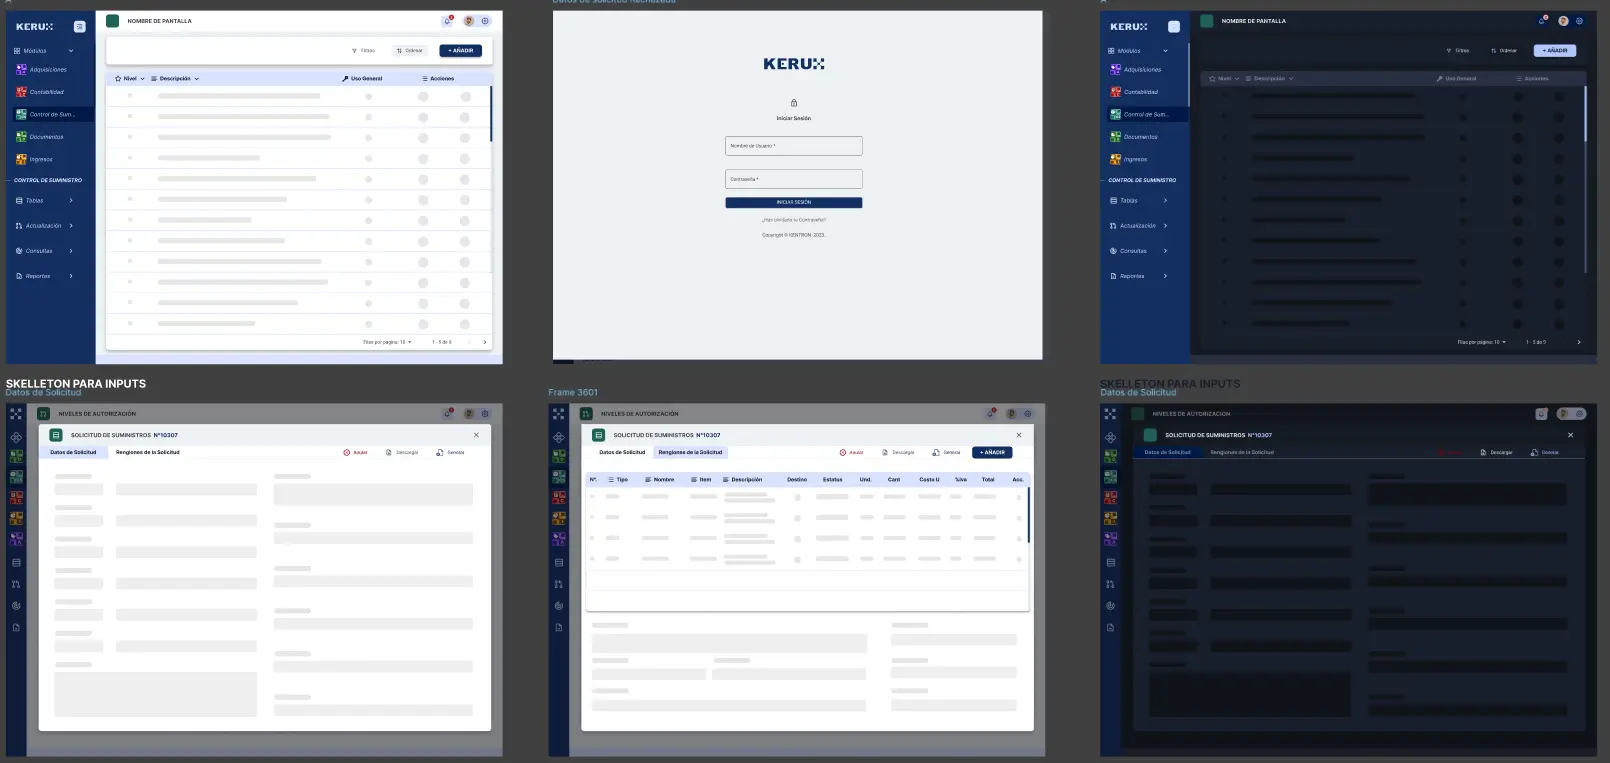 Datos de solicitud Rechazada
KERUX
NOMBRE DE PANTALLA
Módulos
Adquisiciones
Contabilidad
Control de Sum...
Documentos
Ingresos
CONTROL DE SUMINISTRO
Tablas
Actualización
Consultas
Reportes
Filtros
Ordenar
+ AÑADIR
Nivel
Descripción
Uso General
Acciones
Filas por página: 10
1 - 5 de 9
KERUX
Iniciar Sesión
Nombre de Usuario *
Contraseña *
INICIAR SESIÓN
¿Has olvidado tu Contraseña?
Copyright © KENTRON 2023.
KERUX
NOMBRE DE PANTALLA
Módulos
Adquisiciones
Contabilidad
Control de Sum...
Documentos
Ingresos
CONTROL DE SUMINISTRO
Tablas
Actualización
Consultas
Reportes
Filtros
Ordenar
+ AÑADIR
Nivel
Descripción
Uso General
Acciones
Filas por página: 10
1 - 5 de 9
SKELLETON PARA INPUTS
Datos de Solicitud
NIVELES DE AUTORIZACIÓN
SOLICITUD DE SUMINISTROS N°10307
Datos de Solicitud
Renglones de la Solicitud
Anular
Descargar
Generar
Frame 3601
NIVELES DE AUTORIZACIÓN
SOLICITUD DE SUMINISTROS N°10307
Datos de Solicitud
Renglones de la Solicitud
Anular
Descargar
Generar
+ AÑADIR
N°.
Tipo
Nombre
Item
Descripción
Destino
Estatus
Und.
Cant
Costo U
%Iva
Total
Acc.
SKELLETON PARA INPUTS
Datos de Solicitud
NIVELES DE AUTORIZACIÓN
SOLICITUD DE SUMINISTROS N°10307
Datos de Solicitud
Renglones de la Solicitud
Descargar
Generar